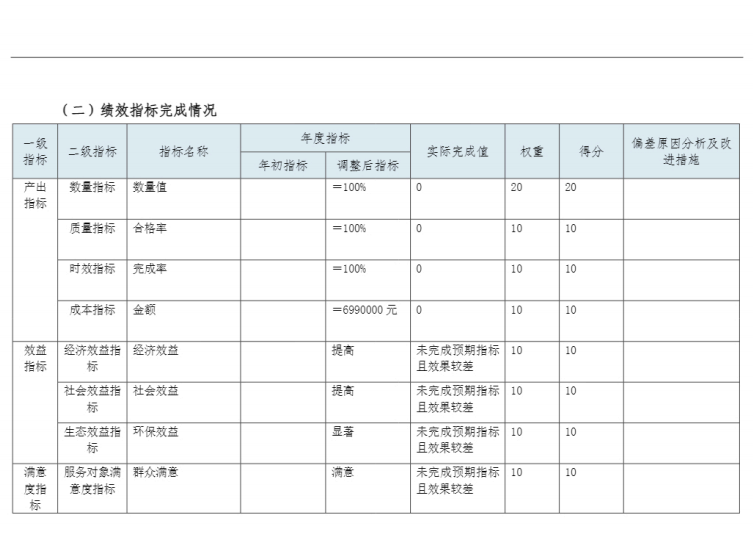 （二）绩效指标完成情况
一级指标 二级指标 指标名称 年度指标 实际完成值 权重 得分 偏差原因分析及改进措施
年初指标 调整后指标
产出指标 数量指标 数量值 ＝100% 0 20 20
质量指标 合格率 ＝100% 0 10 10
时效指标 完成率 ＝100% 0 10 10
成本指标 金额 ＝6990000 元 0 10 10
效益指标 经济效益指标 经济效益 提高 未完成预期指标且效果较差 10 10
社会效益指标 社会效益 提高 未完成预期指标且效果较差 10 10
生态效益指标 环保效益 显著 未完成预期指标且效果较差 10 10
满意度指标 服务对象满意度指标 群众满意 满意 未完成预期指标且效果较差 10 10